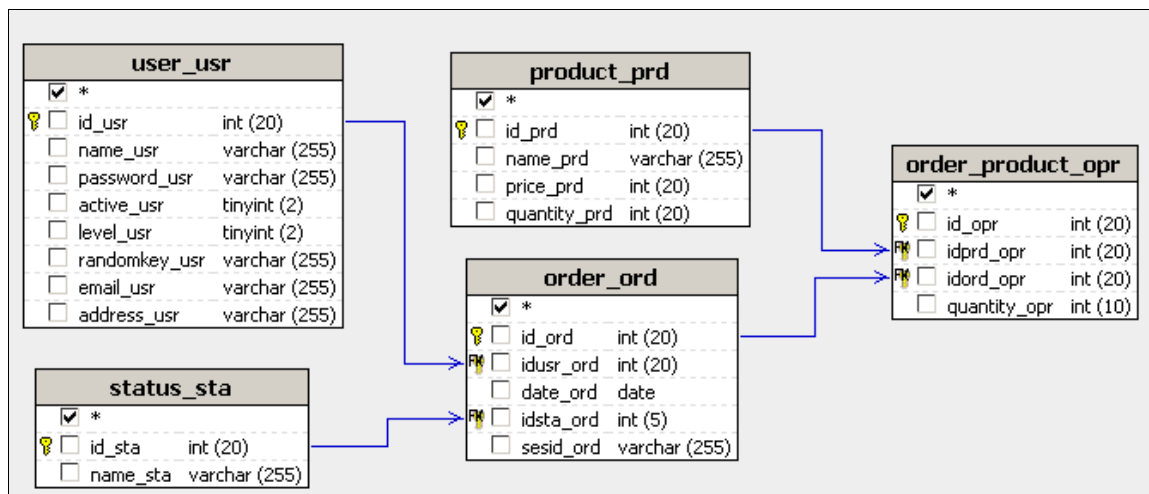 user_usr
*
id_usr int (20)
name_usr varchar (255)
password_usr varchar (255)
active_usr tinyint (2)
level_usr tinyint (2)
randomkey_usr varchar (255)
email_usr varchar (255)
address_usr varchar (255)
product_prd
*
id_prd int (20)
name_prd varchar (255)
price_prd int (20)
quantity_prd int (20)
order_product_opr
*
id_opr int (20)
FK idprd_opr int (20)
FK idord_opr int (20)
quantity_opr int (10)
order_ord
*
id_ord int (20)
FK idusr_ord int (20)
date_ord date
FK idsta_ord int (5)
sesid_ord varchar (255)
status_sta
*
id_sta int (20)
name_sta varchar (255)